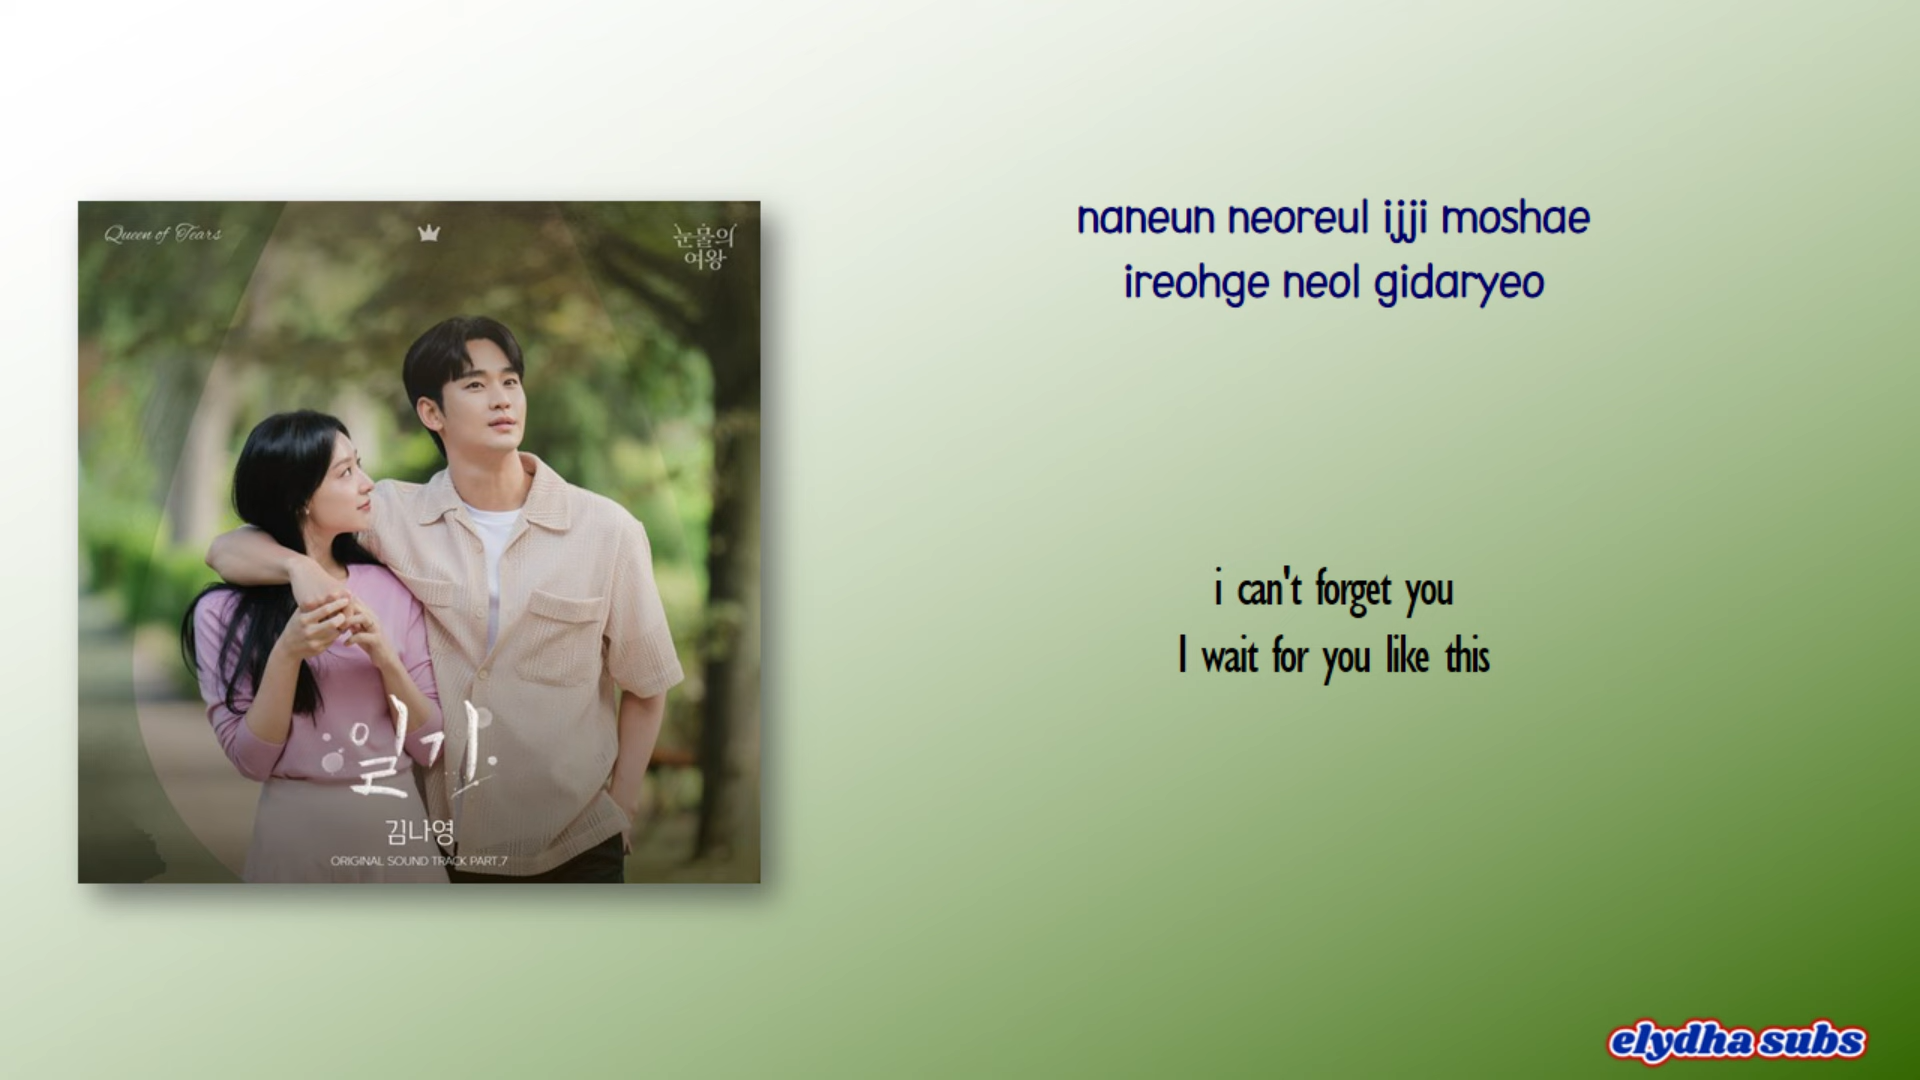 Queen of Tears
눈물의
여왕
일기
김나영
ORIGINAL SOUND TRACK PART.7
naneun neoreul ijji moshae
ireohge neol gidaryeo
i can't forget you
I wait for you like this
elydha subs